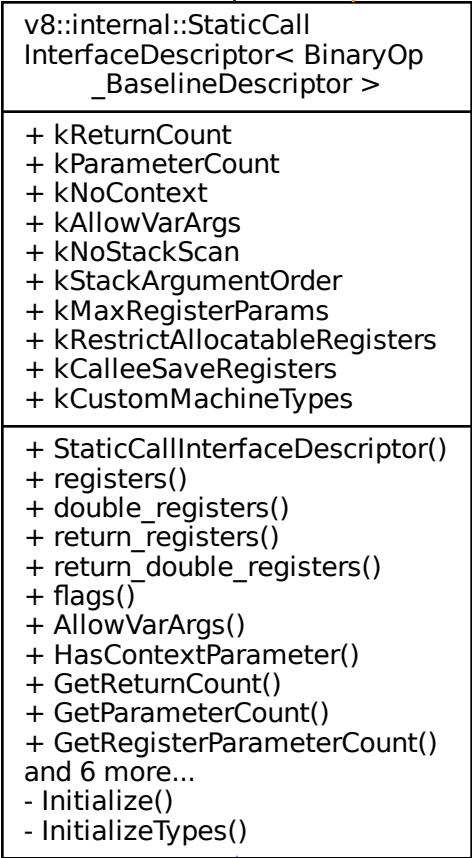 v8::internal::StaticCall
InterfaceDescriptor< BinaryOp
_BaselineDescriptor >
+ kReturnCount
+ kParameterCount
+ kNoContext
+ kAllowVarArgs
+ kNoStackScan
+ kStackArgumentOrder
+ kMaxRegisterParams
+ kRestrictAllocatableRegisters
+ kCalleeSaveRegisters
+ kCustomMachineTypes
+ StaticCallInterfaceDescriptor()
+ registers()
+ double_registers()
+ return_registers()
+ return_double_registers()
+ flags()
+ AllowVarArgs()
+ HasContextParameter()
+ GetReturnCount()
+ GetParameterCount()
+ GetRegisterParameterCount()
and 6 more...
- Initialize()
- InitializeTypes()